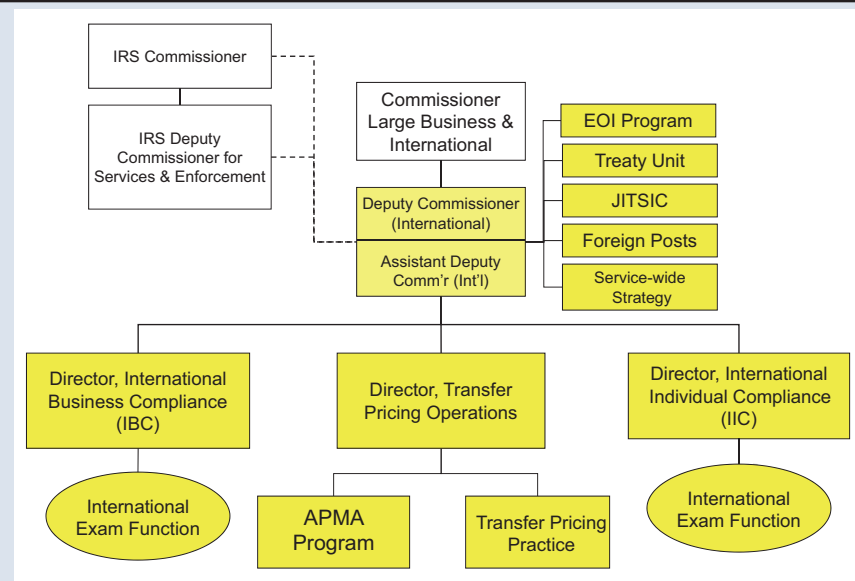 IRS Commissioner
IRS Deputy
Commissioner for
Services & Enforcement
Commissioner
Large Business &
International
Deputy Commissioner
(International)
Assistant Deputy
Comm'r (Int'l)
EOI Program
Treaty Unit
JITSIC
Foreign Posts
Service-wide
Strategy
Director, International
Business Compliance
(IBC)
Director, Transfer
Pricing Operations
Director, International
Individual Compliance
(IIC)
International
Exam Function
APMA
Program
Transfer Pricing
Practice
International
Exam Function